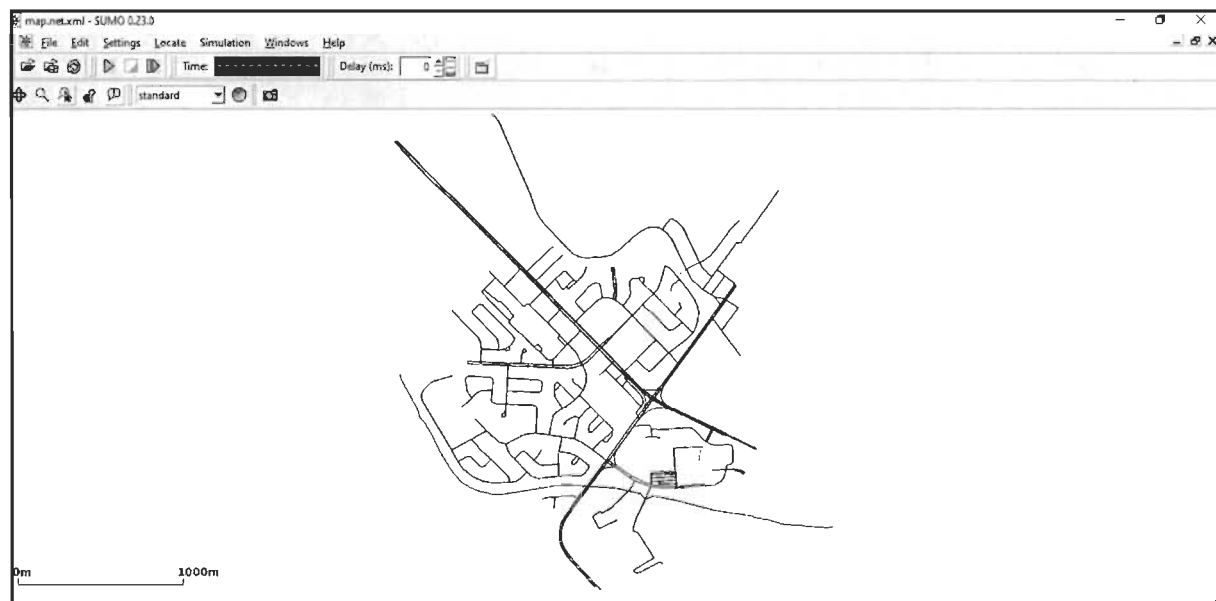 map.net.xml - SUMO 0.23.0
File Edit Settings Locate Simulation Windows Help
Time: Delay (ms): 0
standard
0m 1000m